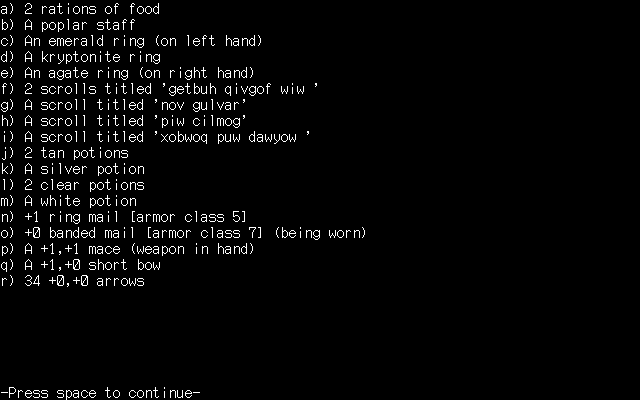 a) 2 rations of food
b) A poplar staff
c) An emerald ring (on left hand)
d) A kryptonite ring
e) An agate ring (on right hand)
f) 2 scrolls titled 'getbuh qivgof wiw '
g) A scroll titled 'nov gulvar'
h) A scroll titled 'piw cilmog'
i) A scroll titled 'xobwoq puw dawyow '
j) 2 tan potions
k) A silver potion
l) 2 clear potions
m) A white potion
n) +1 ring mail [armor class 5]
o) +0 banded mail [armor class 7] (being worn)
p) A +1,+1 mace (weapon in hand)
q) A +1,+0 short bow
r) 34 +0,+0 arrows
-Press space to continue-